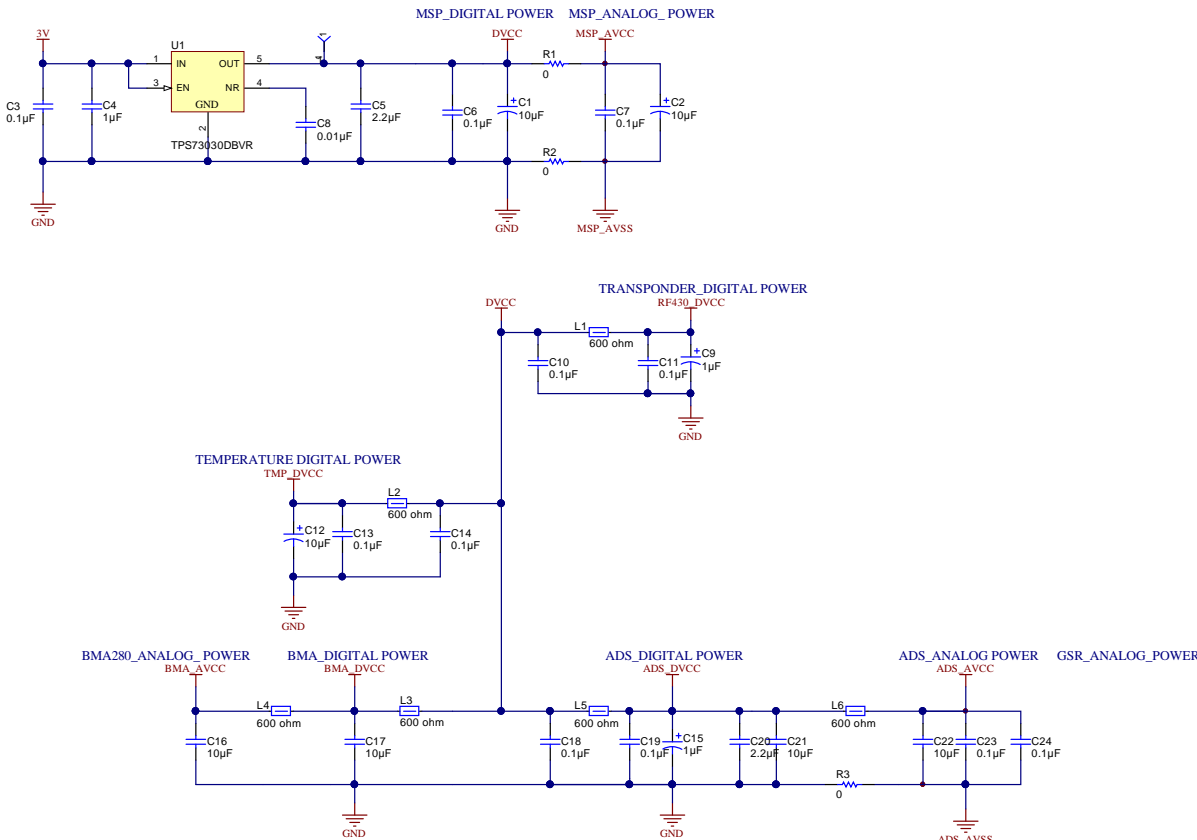 MSP_DIGITAL POWER MSP_ANALOG_ POWER
3V DVCC MSP_AVCC
U1
1 IN OUT 5
3 EN NR 4
GND
2
TPS73030DBVR
C3
0.1µF
C4
1µF
C8
0.01µF
C5
2.2µF
C6
0.1µF
+ C1
10µF
R1
0
R2
0
C7
0.1µF
+ C2
10µF
GND GND MSP_AVSS
TRANSPONDER_DIGITAL POWER
DVCC RF430_DVCC
L1
600 ohm
C10
0.1µF
C11
0.1µF
+ C9
1µF
GND
TEMPERATURE DIGITAL POWER
TMP_DVCC
L2
600 ohm
+ C12
10µF
C13
0.1µF
C14
0.1µF
GND
BMA280_ANALOG_ POWER BMA_DIGITAL POWER ADS_DIGITAL POWER ADS_ANALOG POWER GSR_ANALOG_POWER
BMA_AVCC BMA_DVCC ADS_DVCC ADS_AVCC
L4
600 ohm
L3
600 ohm
L5
600 ohm
L6
600 ohm
C16
10µF
C17
10µF
C18
0.1µF
C19
0.1µF
+ C15
1µF
C20
2.2µF
C21
10µF
C22
10µF
C23
0.1µF
C24
0.1µF
R3
0
GND GND ADS_AVSS